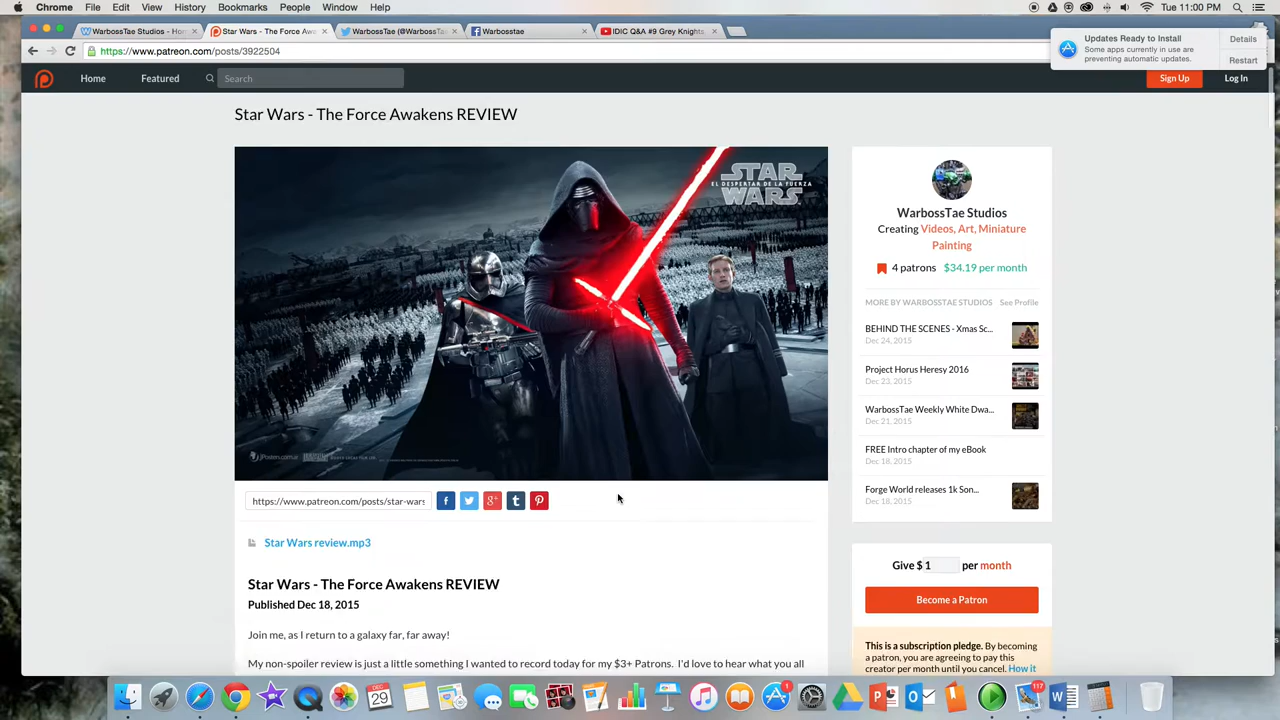 Chrome File Edit View History Bookmarks People Window Help Tue 11:00 PM
WarbossTae Studios - Hom Star Wars - The Force Awa WarbossTae (@WarbossTa Warbosstae IDIC Q&A #9 Grey Knights
https://www.patreon.com/posts/3922504
Updates Ready to Install
Some apps currently in use are
preventing automatic updates.
Details
Restart
Home Featured Search Sign Up Log In
Star Wars - The Force Awakens REVIEW
STAR
EL DESPERTAR DE LA FUERZA
WARS
WarbossTae Studios
Creating Videos, Art, Miniature
Painting
4 patrons $34.19 per month
MORE BY WARBOSSTAE STUDIOS See Profile
BEHIND THE SCENES - Xmas Sc...
Dec 24, 2015
Project Horus Heresy 2016
Dec 23, 2015
WarbossTae Weekly White Dwa...
Dec 21, 2015
FREE Intro chapter of my eBook
Dec 18, 2015
Forge World releases 1k Son...
Dec 18, 2015
https://www.patreon.com/posts/star-wars
Star Wars review.mp3
Star Wars - The Force Awakens REVIEW
Published Dec 18, 2015
Join me, as I return to a galaxy far, far away!
My non-spoiler review is just a little something I wanted to record today for my $3+ Patrons. I'd love to hear what you all
Give $ 1 per month
Become a Patron
This is a subscription pledge. By becoming
a patron, you are agreeing to pay this
creator per month until you cancel. How it
DEC
29
1
117